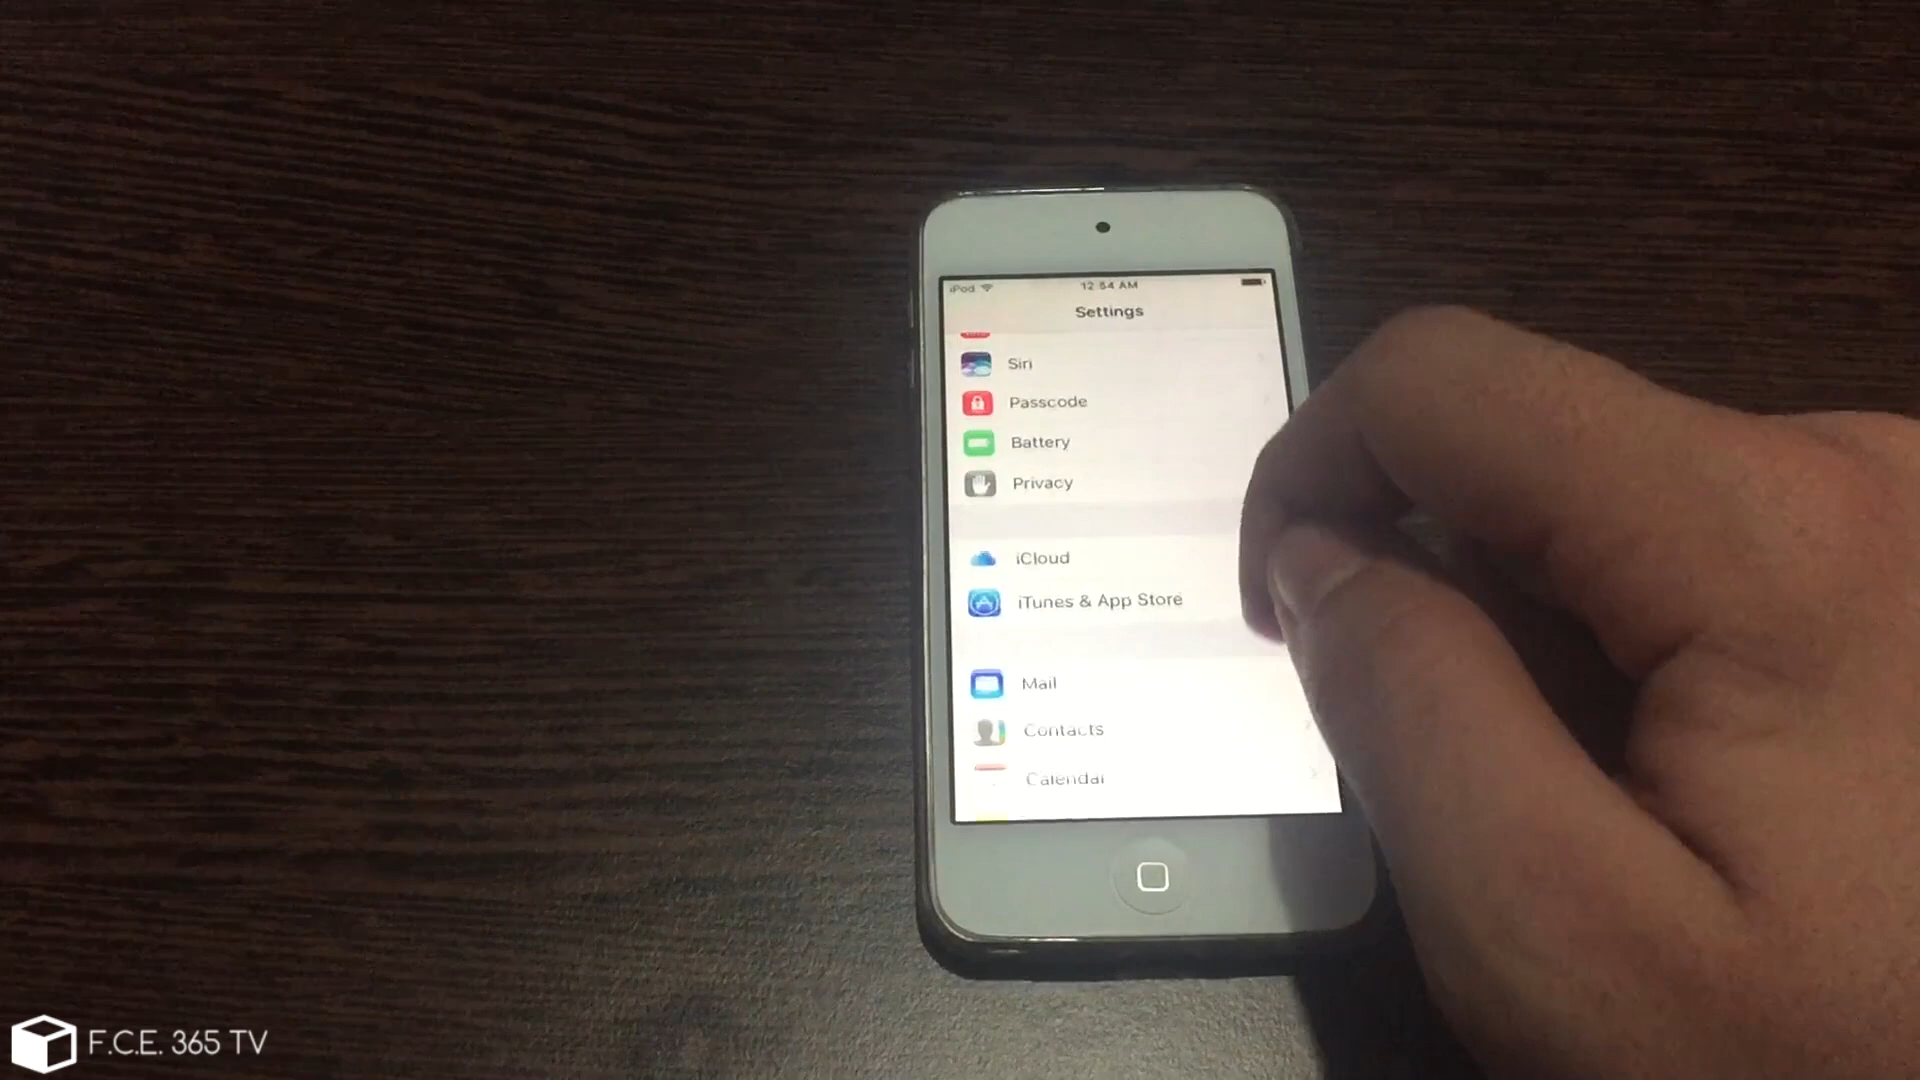 iPod 12 54 AM
Settings
Siri
Passcode
Battery
Privacy
iCloud
iTunes & App Store
Mail
Contacts
Calendar
F.C.E. 365 TV